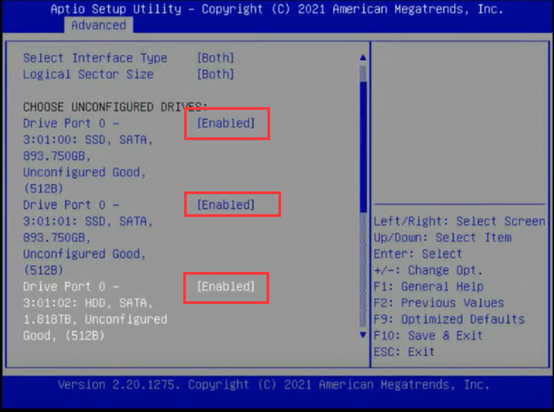 Aptio Setup Utility - Copyright (C) 2021 American Megatrends, Inc.
Advanced
Select Interface Type [Both]
Logical Sector Size [Both]
CHOOSE UNCONFIGURED DRIVES:
Drive Port 0 - [Enabled]
3:01:00: SSD, SATA,
893.750GB,
Unconfigured Good,
(512B)
Drive Port 0 - [Enabled]
3:01:01: SSD, SATA,
893.750GB,
Unconfigured Good,
(512B)
Drive Port 0 - [Enabled]
3:01:02: HDD, SATA,
1.818TB, Unconfigured
Good, (512B)
Left/Right: Select Screen
Up/Down: Select Item
Enter: Select
+/-: Change Opt.
F1: General Help
F2: Previous Values
F9: Optimized Defaults
F10: Save & Exit
ESC: Exit
Version 2.20.1275. Copyright (C) 2021 American Megatrends, Inc.